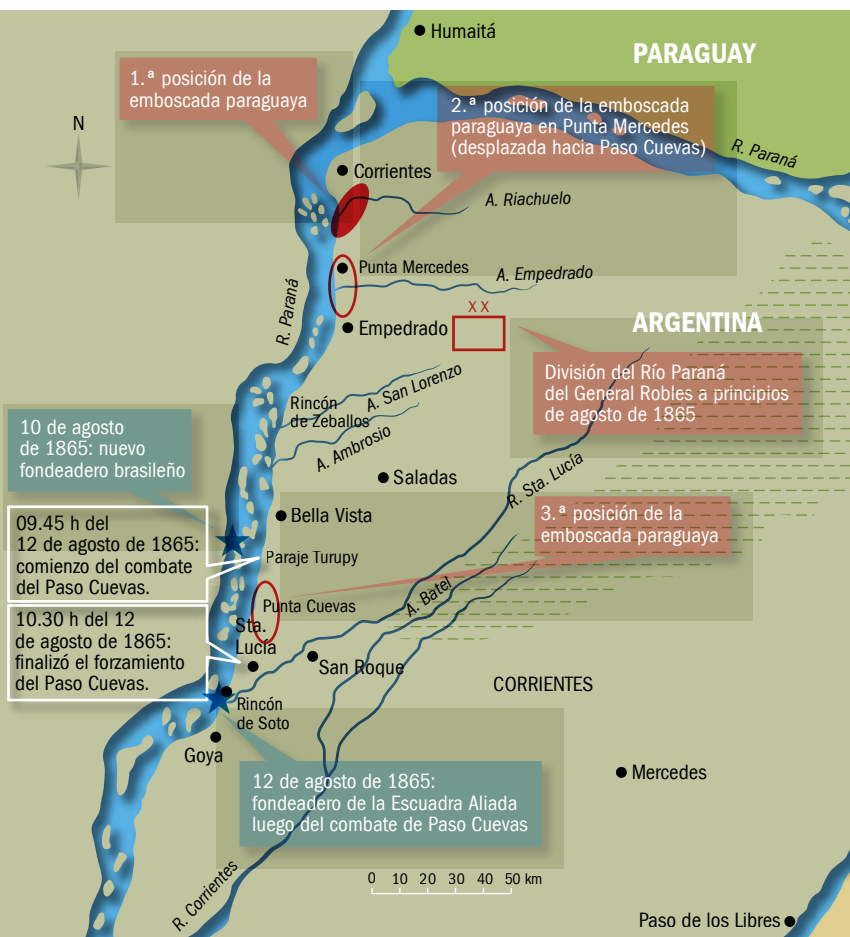 Humaitá
PARAGUAY
1.ª posición de la
emboscada paraguaya
2.ª posición de la emboscada
paraguaya en Punta Mercedes
(desplazada hacia Paso Cuevas)
N
R. Paraná
Corrientes
A. Riachuelo
Punta Mercedes
A. Empedrado
R. Paraná
X X
Empedrado
ARGENTINA
División del Río Paraná
del General Robles a principios
de agosto de 1865
A. San Lorenzo
Rincón
de Zeballos
A. Ambrosio
10 de agosto
de 1865: nuevo
fondeadero brasileño
Saladas
R. Sta. Lucía
Bella Vista
3.ª posición de la
emboscada paraguaya
09.45 h del
12 de agosto de 1865:
comienzo del combate
del Paso Cuevas.
Paraje Turupy
A. Batel
Punta Cuevas
10.30 h del 12
de agosto de 1865:
finalizó el forzamiento
del Paso Cuevas.
Sta.
Lucía
San Roque
CORRIENTES
Rincón
de Soto
Goya
12 de agosto de 1865:
fondeadero de la Escuadra Aliada
luego del combate de Paso Cuevas
Mercedes
R. Corrientes
0 10 20 30 40 50 km
Paso de los Libres